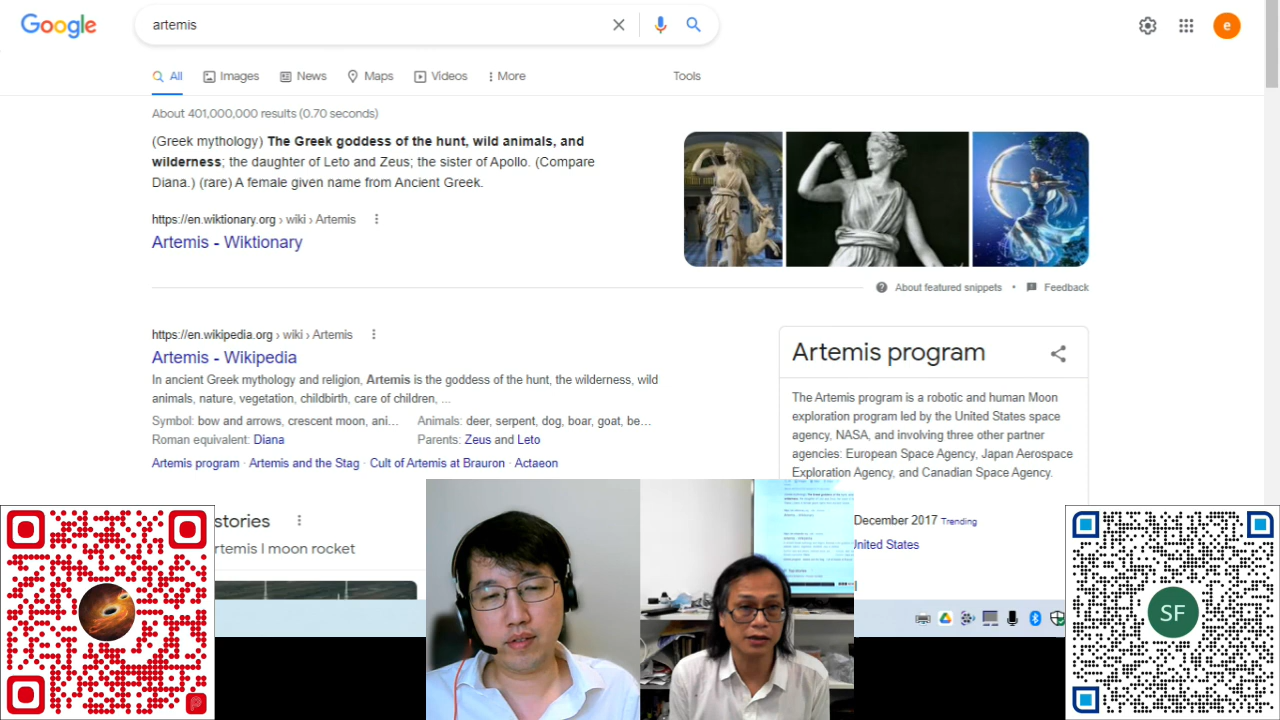 Google
artemis
e
All
Images
News
Maps
Videos
More
Tools
About 401,000,000 results (0.70 seconds)
(Greek mythology) The Greek goddess of the hunt, wild animals, and
wilderness; the daughter of Leto and Zeus; the sister of Apollo. (Compare
Diana.) (rare) A female given name from Ancient Greek.
https://en.wiktionary.org › wiki › Artemis
Artemis - Wiktionary
About featured snippets • Feedback
https://en.wikipedia.org › wiki › Artemis
Artemis - Wikipedia
In ancient Greek mythology and religion, Artemis is the goddess of the hunt, the wilderness, wild
animals, nature, vegetation, childbirth, care of children, ...
Symbol: bow and arrows, crescent moon, ani...
Animals: deer, serpent, dog, boar, goat, be...
Roman equivalent: Diana
Parents: Zeus and Leto
Artemis program · Artemis and the Stag · Cult of Artemis at Brauron · Actaeon
Artemis program
The Artemis program is a robotic and human Moon
exploration program led by the United States space
agency, NASA, and involving three other partner
agencies: European Space Agency, Japan Aerospace
Exploration Agency, and Canadian Space Agency.
December 2017 Trending
United States
stories
rtemis I moon rocket
SF